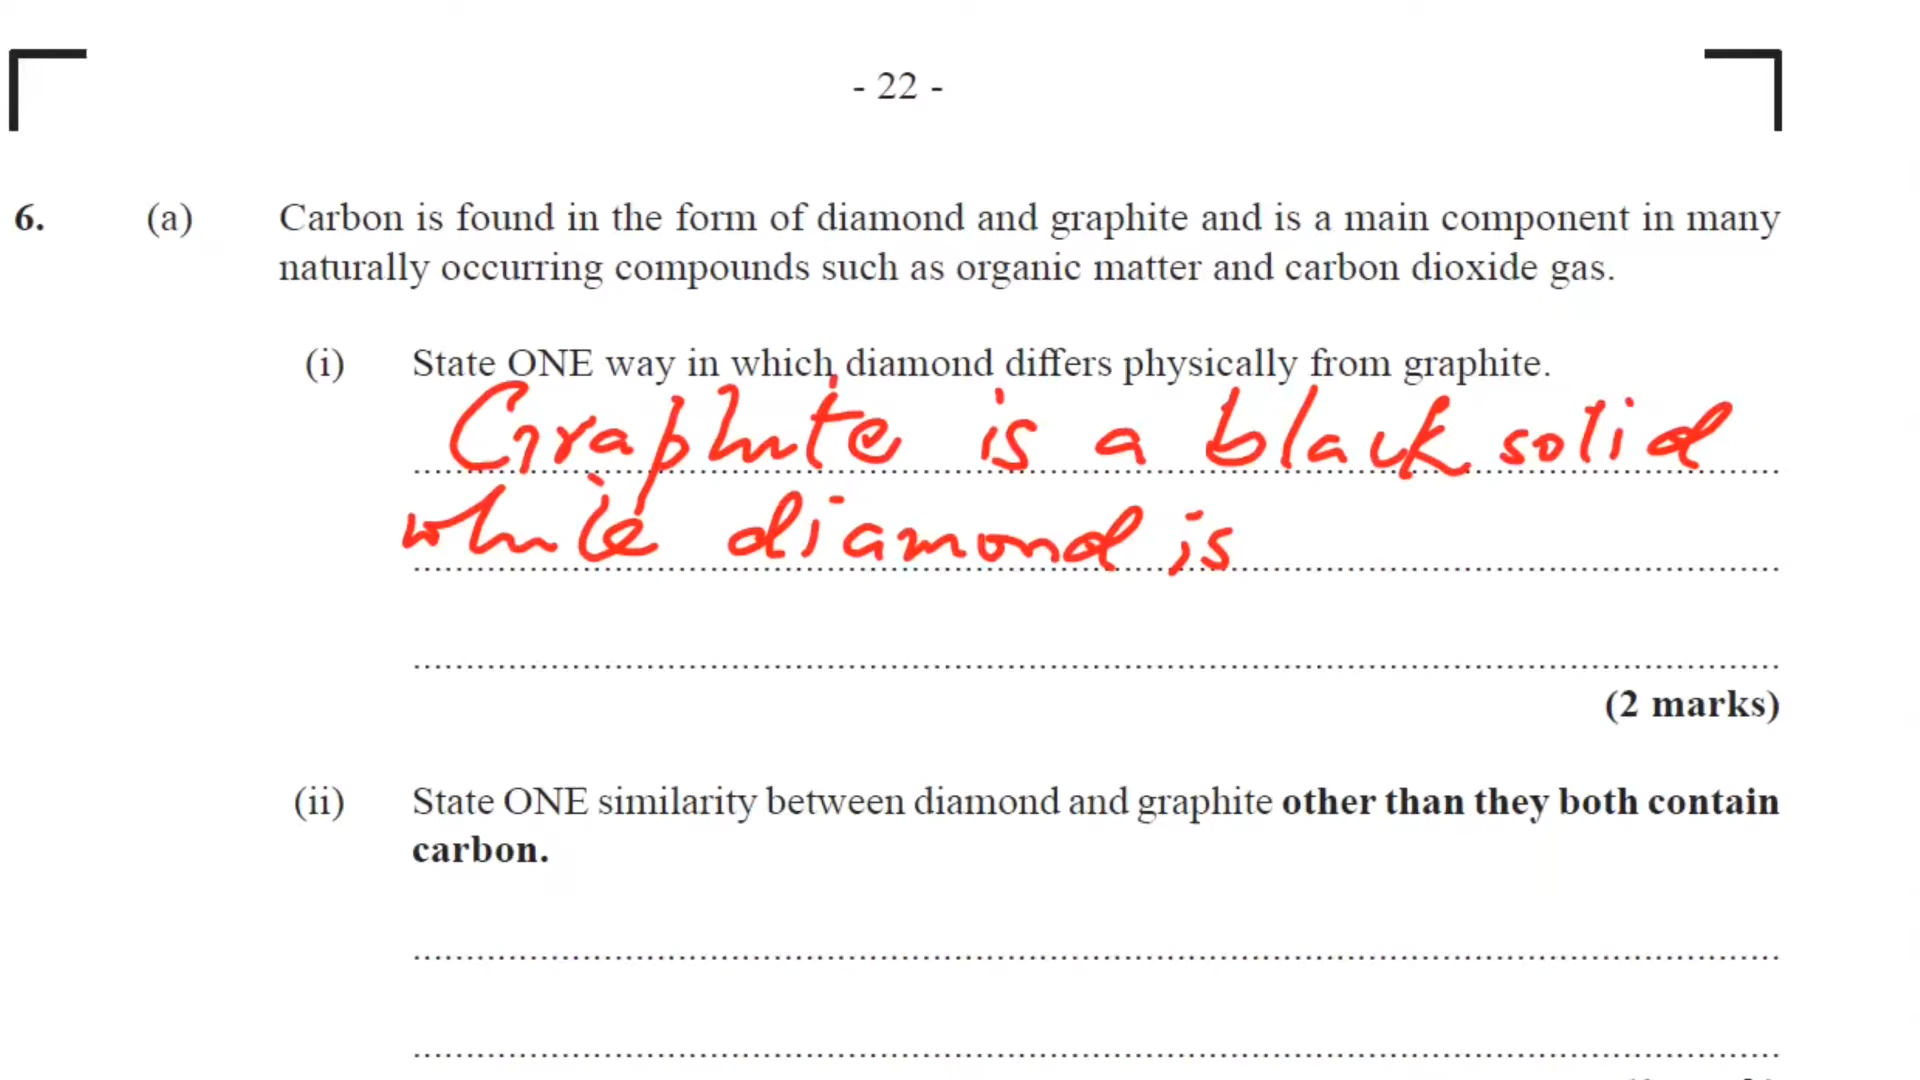 - 22 -
6. (a) Carbon is found in the form of diamond and graphite and is a main component in many
naturally occurring compounds such as organic matter and carbon dioxide gas.
(i) State ONE way in which diamond differs physically from graphite.
Graphite is a black solid
while diamond is
(2 marks)
(ii) State ONE similarity between diamond and graphite other than they both contain
carbon.